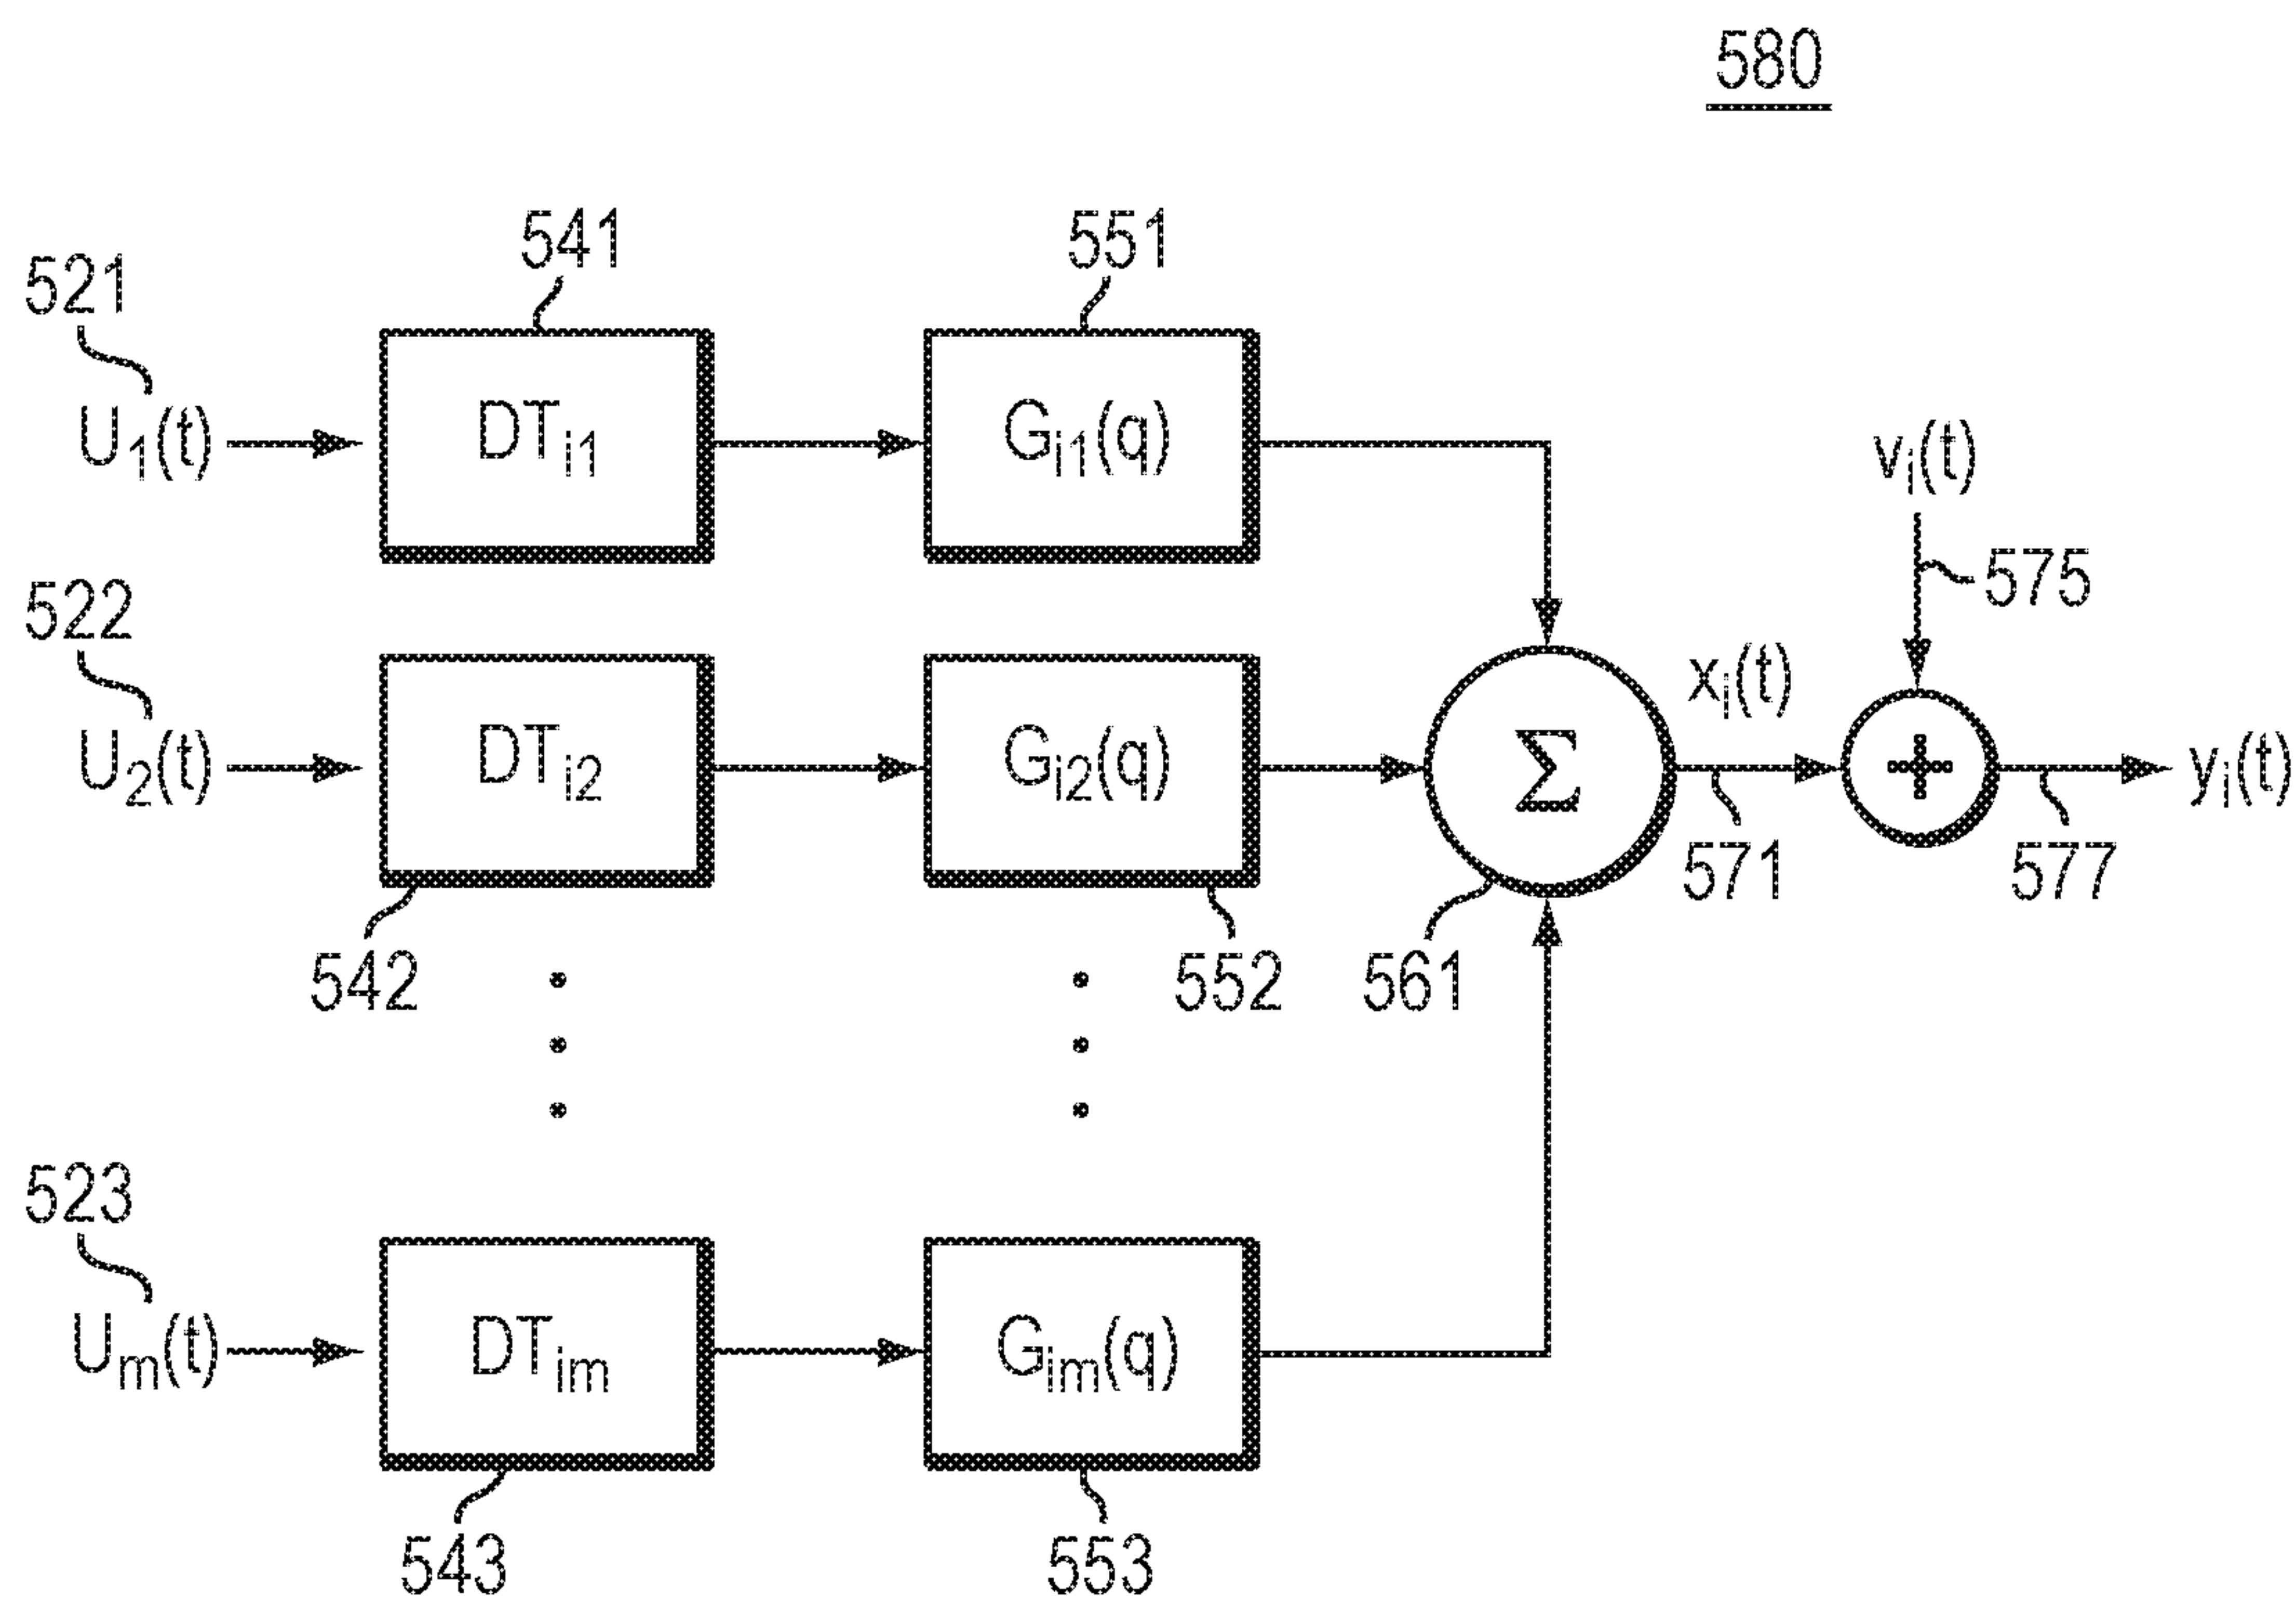 580
541
551
521
U₁(t)
DTᵢ₁
Gᵢ₁(q)
vᵢ(t)
575
522
U₂(t)
DTᵢ₂
Gᵢ₂(q)
Σ
xᵢ(t)
+
yᵢ(t)
571
577
542
552
561
523
Uₘ(t)
DTᵢₘ
Gᵢₘ(q)
543
553